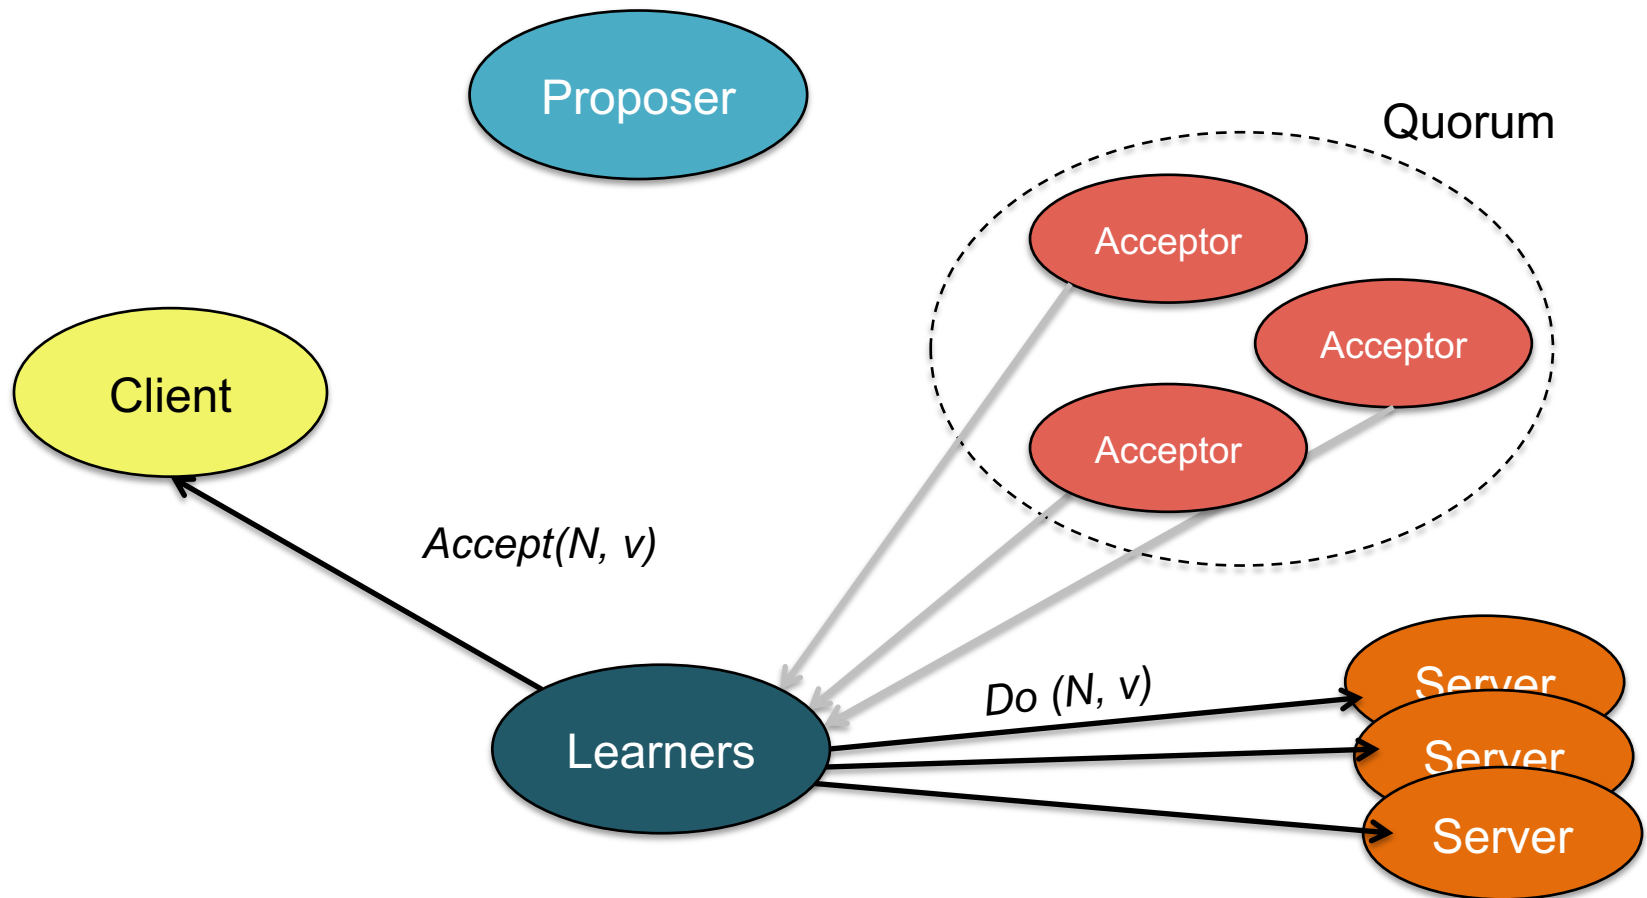 Proposer
Quorum
Acceptor
Acceptor
Client
Acceptor
Accept(N, v)
Do (N, v)
Server
Learners
Server
Server